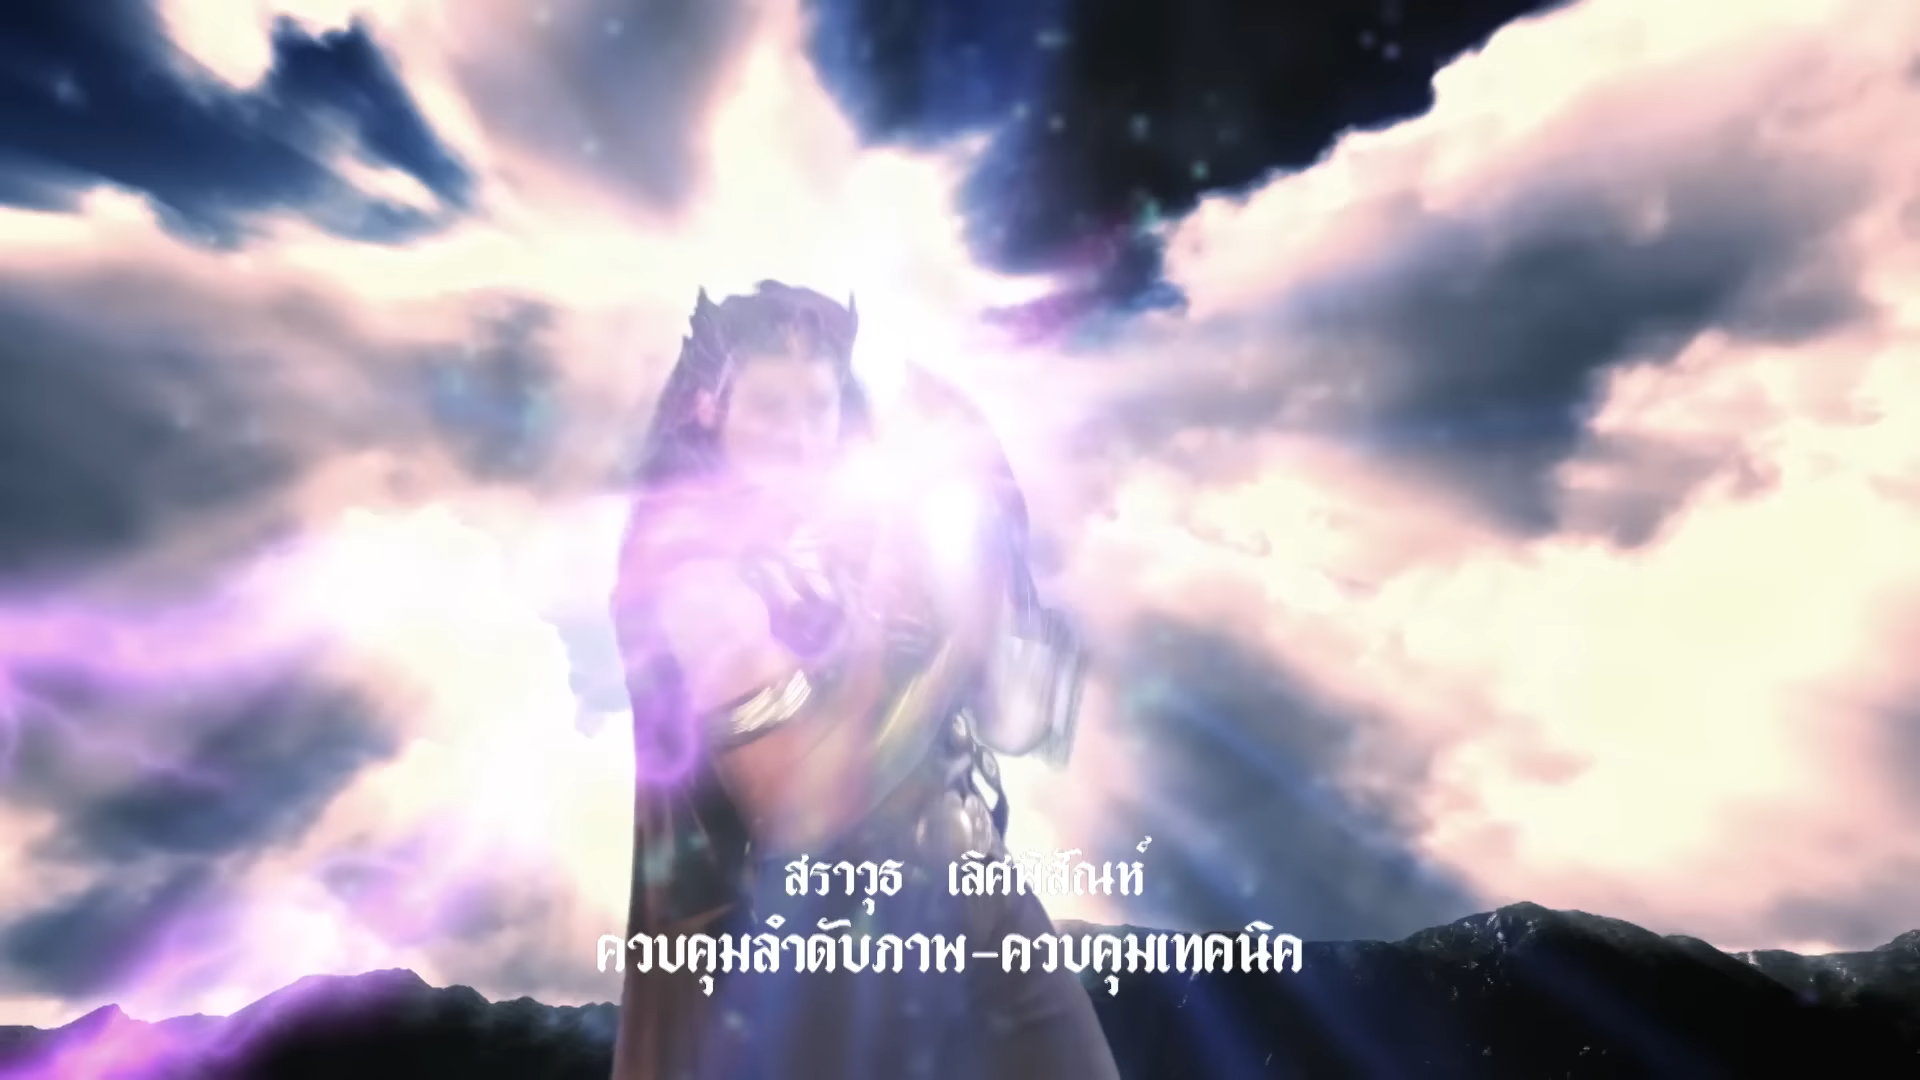 สราวุธ เลิศพิสัณห์
ควบคุมลำดับภาพ-ควบคุมเทคนิค